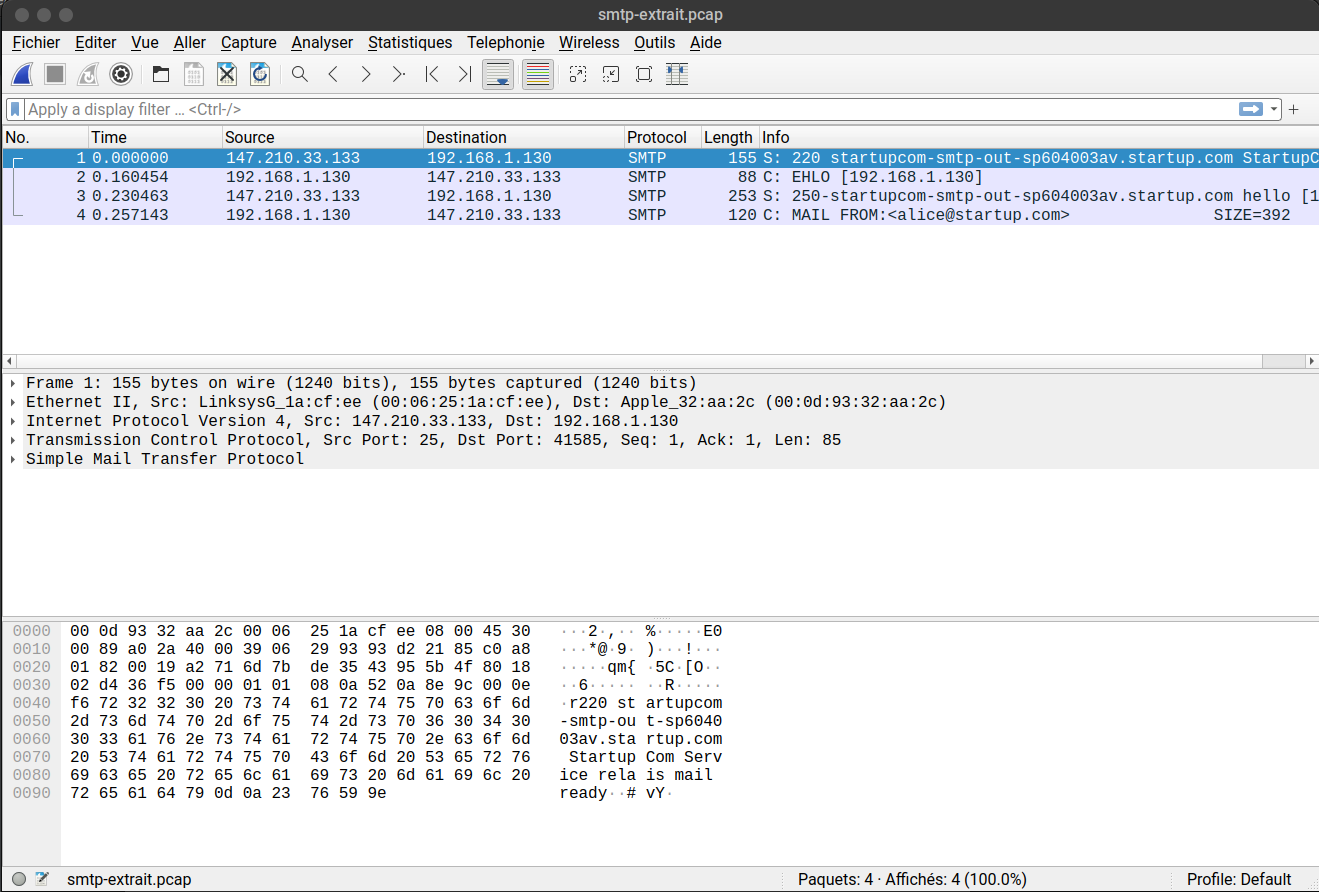 smtp-extrait.pcap
Fichier Editer Vue Aller Capture Analyser Statistiques Telephonie Wireless Outils Aide
Apply a display filter … <Ctrl-/>
No. Time Source Destination Protocol Length Info
1 0.000000 147.210.33.133 192.168.1.130 SMTP 155 S: 220 startupcom-smtp-out-sp604003av.startup.com StartupC
2 0.160454 192.168.1.130 147.210.33.133 SMTP 88 C: EHLO [192.168.1.130]
3 0.230463 147.210.33.133 192.168.1.130 SMTP 253 S: 250-startupcom-smtp-out-sp604003av.startup.com hello [1
4 0.257143 192.168.1.130 147.210.33.133 SMTP 120 C: MAIL FROM:<alice@startup.com> SIZE=392
Frame 1: 155 bytes on wire (1240 bits), 155 bytes captured (1240 bits)
Ethernet II, Src: LinksysG_1a:cf:ee (00:06:25:1a:cf:ee), Dst: Apple_32:aa:2c (00:0d:93:32:aa:2c)
Internet Protocol Version 4, Src: 147.210.33.133, Dst: 192.168.1.130
Transmission Control Protocol, Src Port: 25, Dst Port: 41585, Seq: 1, Ack: 1, Len: 85
Simple Mail Transfer Protocol
0000 00 0d 93 32 aa 2c 00 06 25 1a cf ee 08 00 45 30 ···2·,·· %·····E0
0010 00 89 a0 2a 40 00 39 06 29 93 93 d2 21 85 c0 a8 ···*@·9· )···!···
0020 01 82 00 19 a2 71 6d 7b de 35 43 95 5b 4f 80 18 ·····qm{ ·5C·[O··
0030 02 d4 36 f5 00 00 01 01 08 0a 52 0a 8e 9c 00 0e ··6····· ··R·····
0040 f6 72 32 32 30 20 73 74 61 72 74 75 70 63 6f 6d ·r220 st artupcom
0050 2d 73 6d 74 70 2d 6f 75 74 2d 73 70 36 30 34 30 -smtp-ou t-sp6040
0060 30 33 61 76 2e 73 74 61 72 74 75 70 2e 63 6f 6d 03av.sta rtup.com
0070 20 53 74 61 72 74 75 70 43 6f 6d 20 53 65 72 76 Startup Com Serv
0080 69 63 65 20 72 65 6c 61 69 73 20 6d 61 69 6c 20 ice rela is mail
0090 72 65 61 64 79 0d 0a 23 76 59 9e ready··# vY·
smtp-extrait.pcap Paquets: 4 · Affichés: 4 (100.0%) Profile: Default